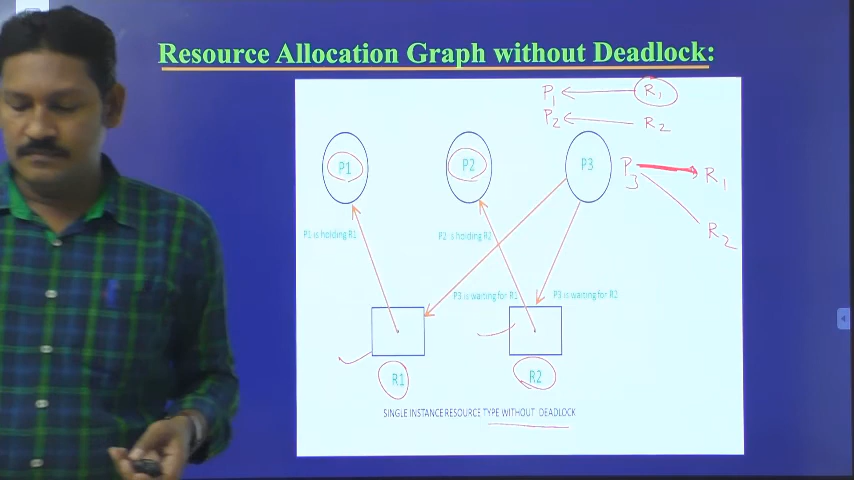 Resource Allocation Graph without Deadlock:
P1 R1
P2 R2
P1
P2
P3
P3 R1
R2
P1 is holding R1
P2 is holding R2
P3 is waiting for R1
P3 is waiting for R2
R1
R2
SINGLE INSTANCE RESOURCE TYPE WITHOUT DEADLOCK